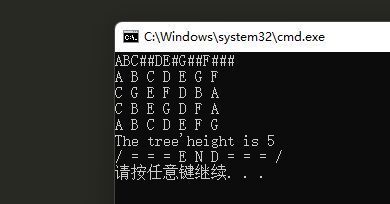 C:\Windows\system32\cmd.exe
ABC##DE#G##F###
A B C D E G F
C G E F D B A
C B E G D F A
A B C D E F G
The tree'height is 5
/ = = = E N D = = = /
请按任意键继续. . .